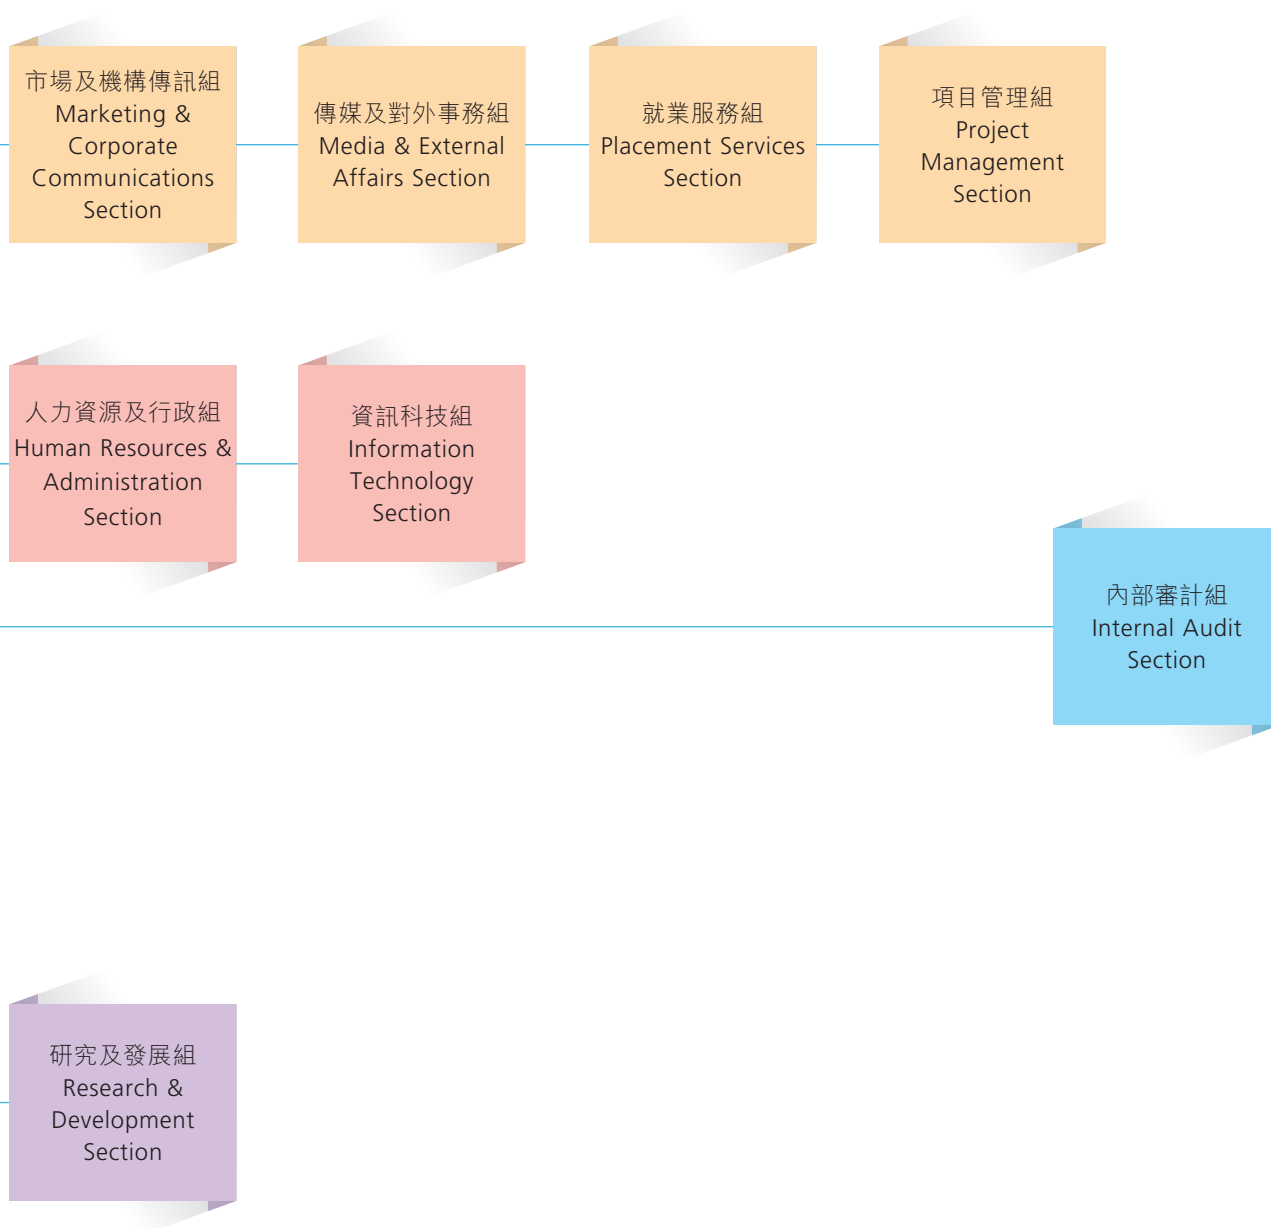 市場及機構傳訊組
Marketing &
Corporate
Communications
Section
傳媒及對外事務組
Media & External
Affairs Section
就業服務組
Placement Services
Section
項目管理組
Project
Management
Section
人力資源及行政組
Human Resources &
Administration
Section
資訊科技組
Information
Technology
Section
內部審計組
Internal Audit
Section
研究及發展組
Research &
Development
Section